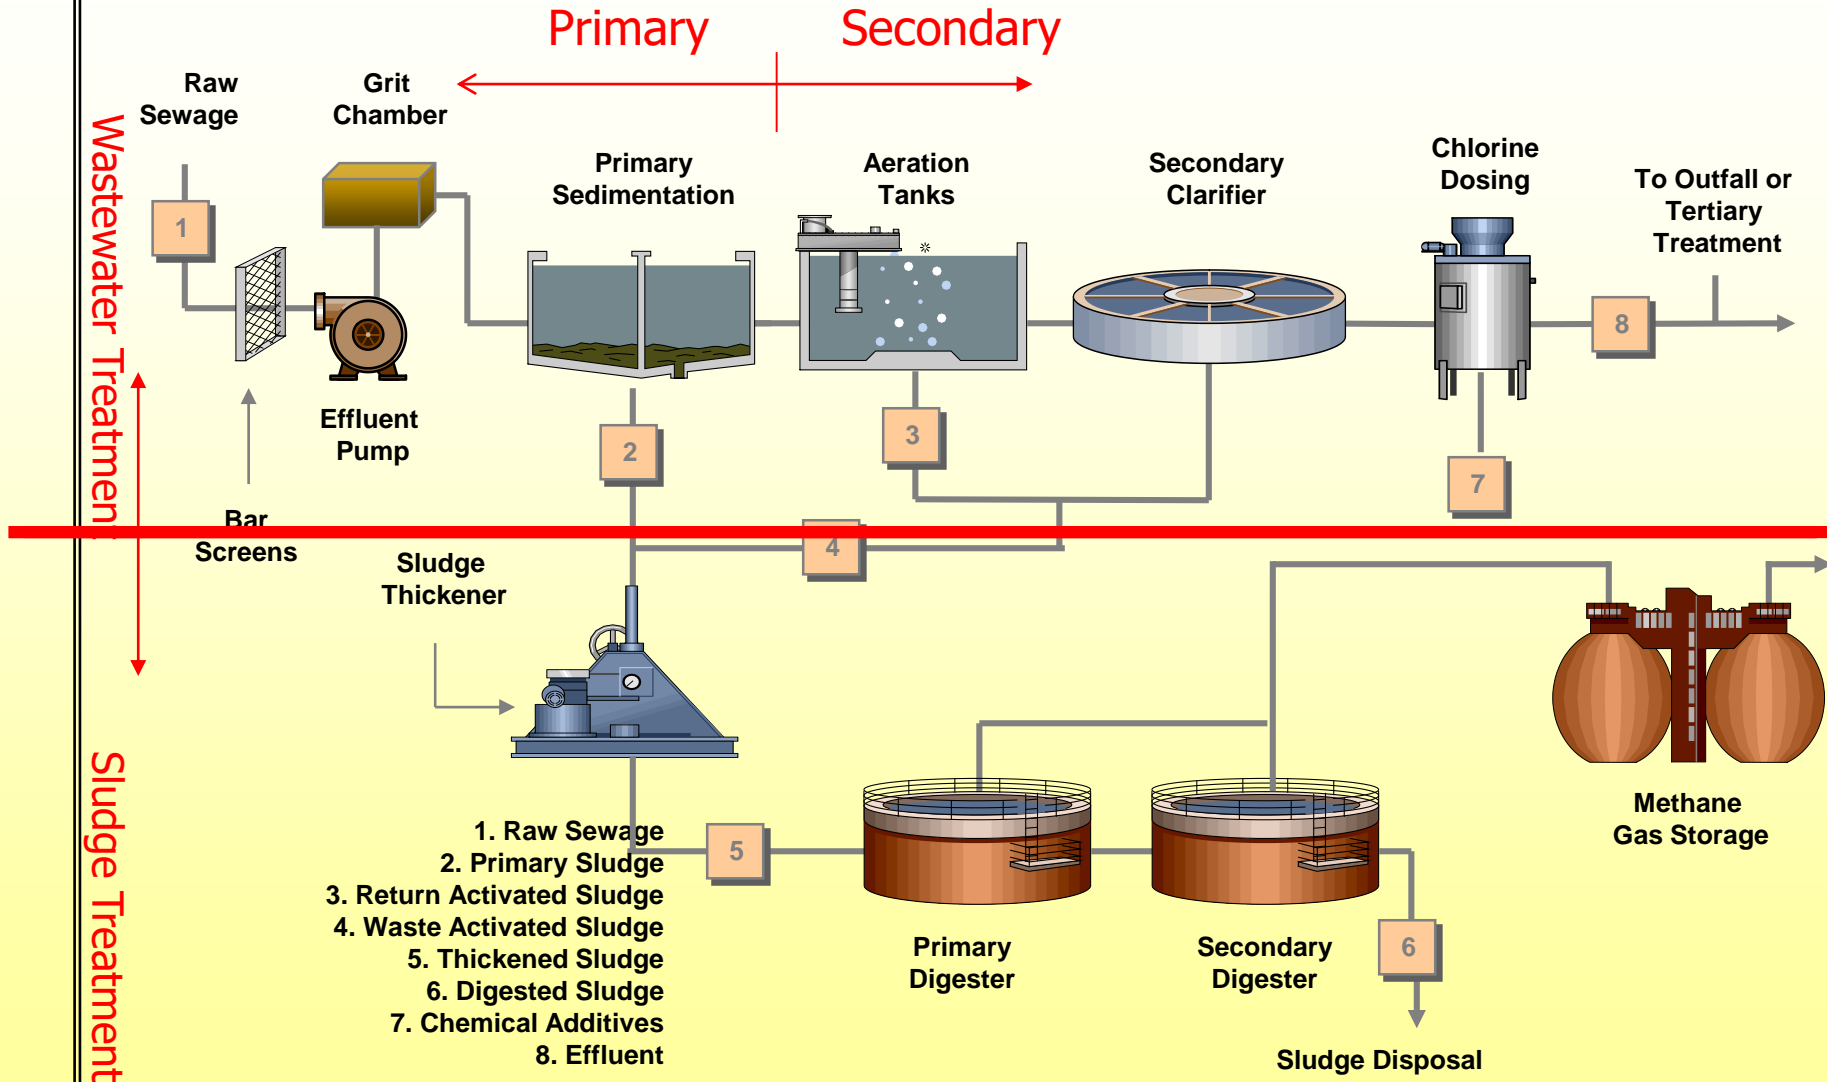 Primary
Secondary
Raw
Sewage
Grit
Chamber
Primary
Sedimentation
Aeration
Tanks
Secondary
Clarifier
Chlorine
Dosing
To Outfall or
Tertiary
Treatment
Wastewater Treatment
1
8
Effluent
Pump
2
3
7
Bar
Screens
4
Sludge
Thickener
Sludge Treatment
Methane
Gas Storage
5
1. Raw Sewage
2. Primary Sludge
3. Return Activated Sludge
4. Waste Activated Sludge
5. Thickened Sludge
6. Digested Sludge
7. Chemical Additives
8. Effluent
Primary
Digester
Secondary
Digester
6
Sludge Disposal